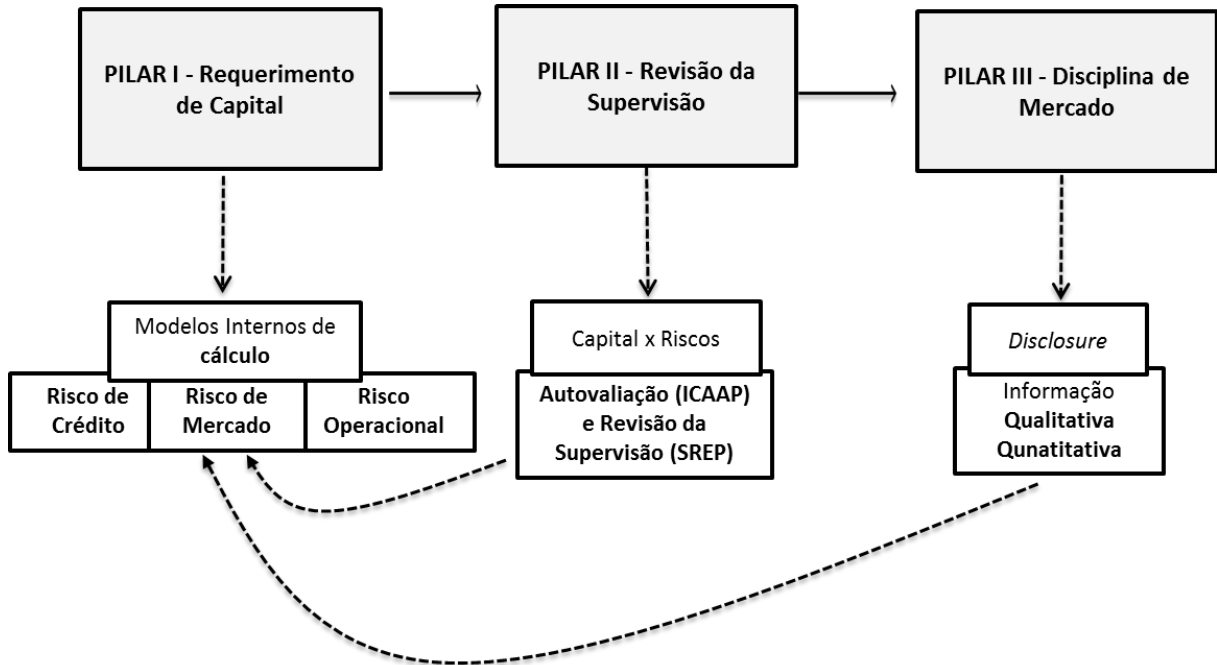 PILAR I - Requerimento
de Capital
PILAR II - Revisão da
Supervisão
PILAR III - Disciplina de
Mercado
Modelos Internos de
cálculo
Risco de
Crédito
Risco de
Mercado
Risco
Operacional
Capital x Riscos
Autovaliação (ICAAP)
e Revisão da
Supervisão (SREP)
Disclosure
Informação
Qualitativa
Qunatitativa